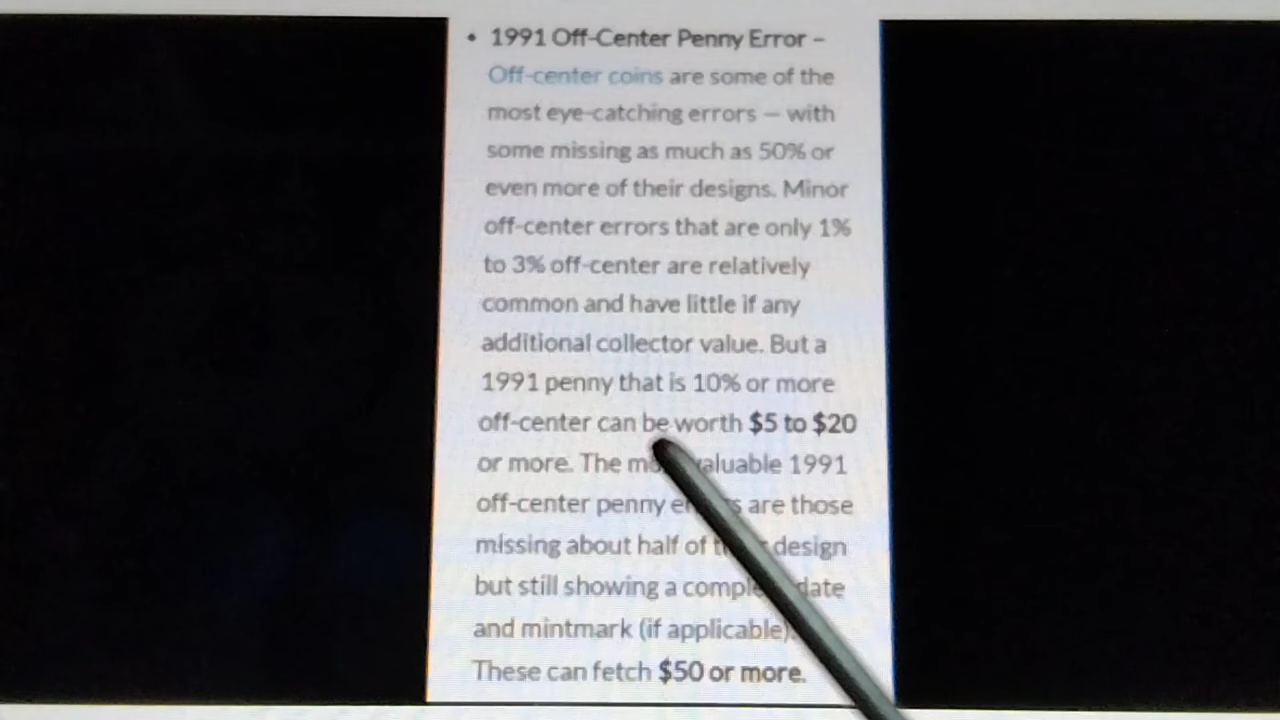 • 1991 Off-Center Penny Error –
Off-center coins are some of the
most eye-catching errors — with
some missing as much as 50% or
even more of their designs. Minor
off-center errors that are only 1%
to 3% off-center are relatively
common and have little if any
additional collector value. But a
1991 penny that is 10% or more
off-center can be worth $5 to $20
or more. The valuable 1991
off-center penny are those
missing about half of design
but still showing a date
and mintmark (if applicable).
These can fetch $50 or more.